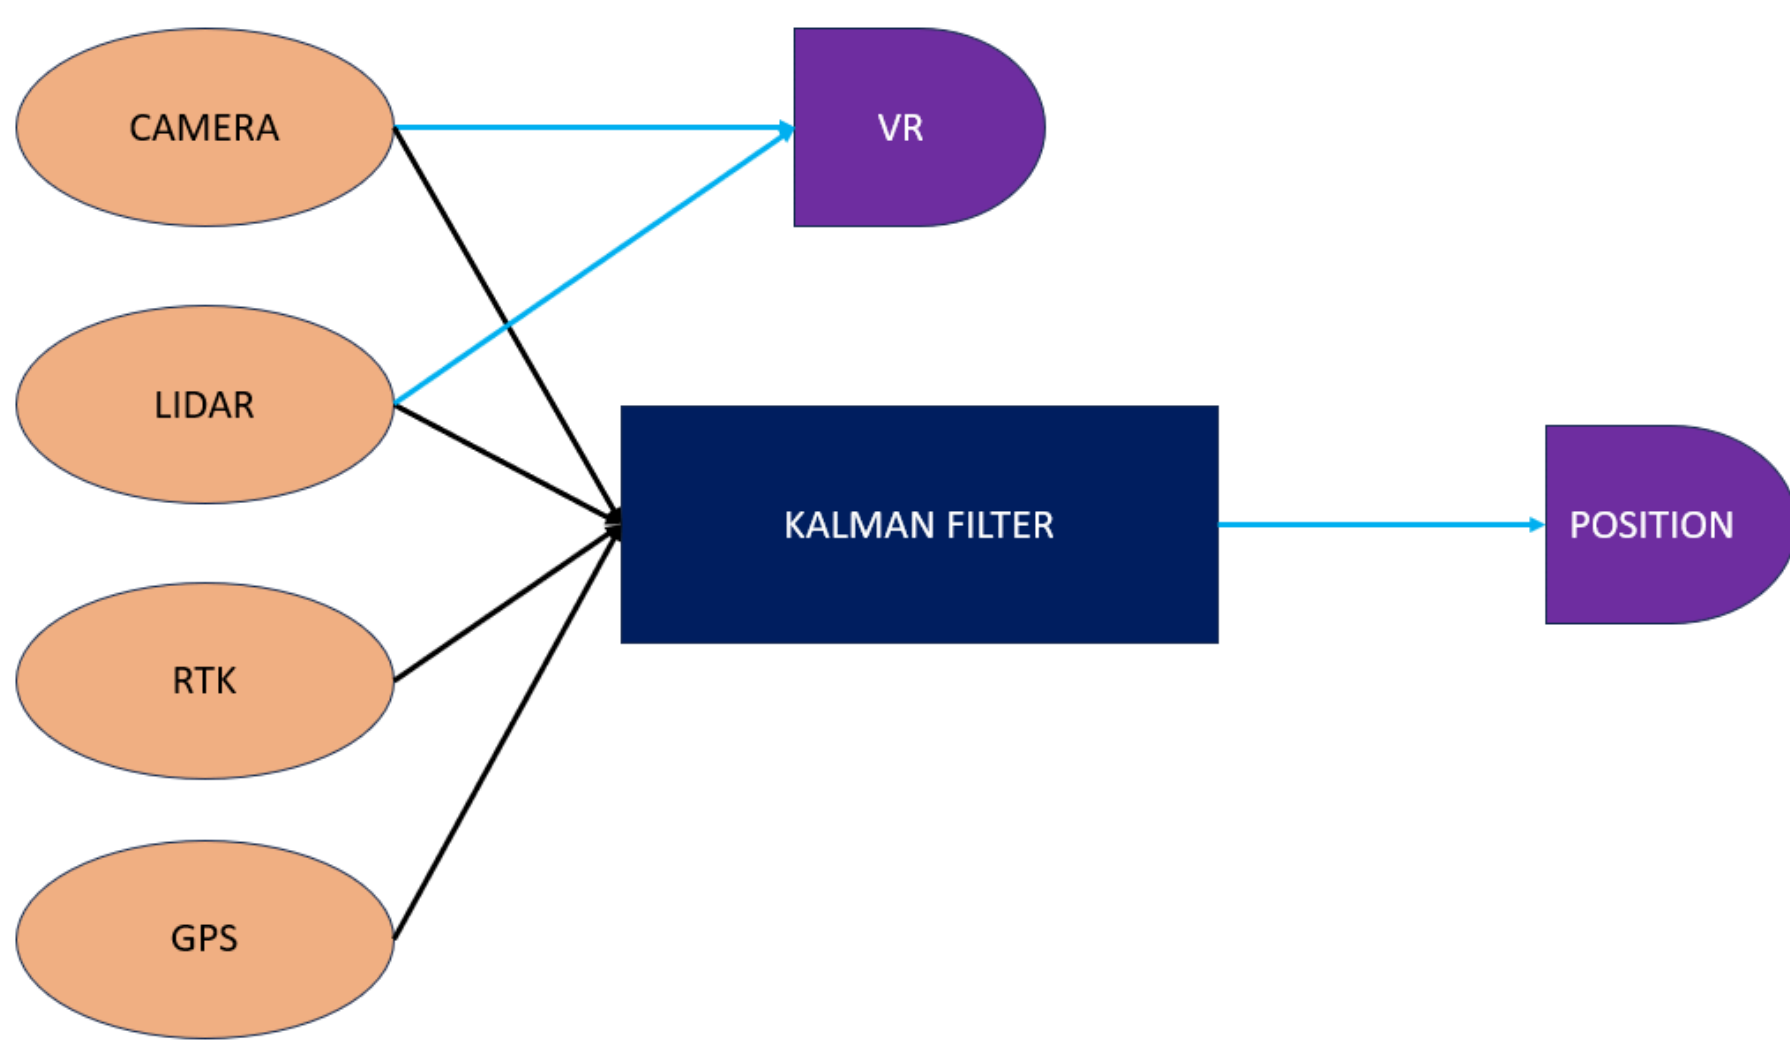 CAMERA
VR
LIDAR
KALMAN FILTER
POSITION
RTK
GPS